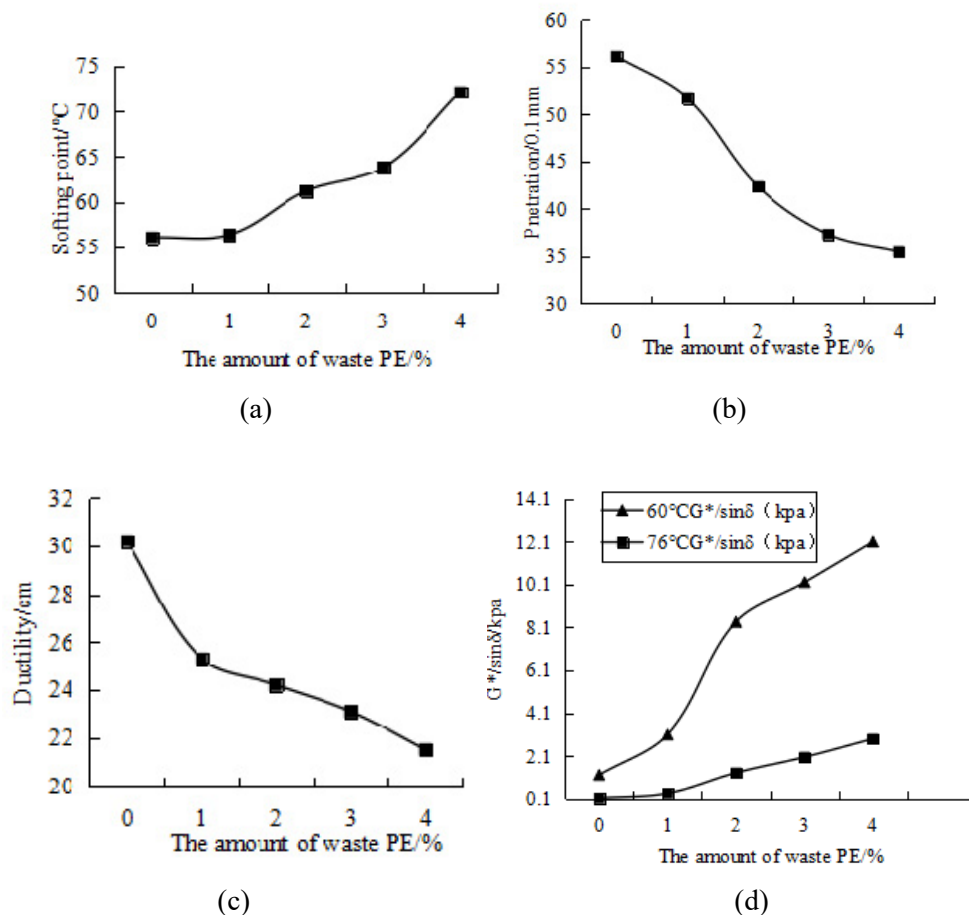 75
70
65
60
55
50
Softing point/℃
0 1 2 3 4
The amount of waste PE/%
(a)
60
55
50
45
40
35
30
Pnetration/0.1mm
0 1 2 3 4
The amount of waste PE/%
(b)
32
30
28
26
24
22
20
Ductility/cm
0 1 2 3 4
The amount of waste PE/%
(c)
14.1
12.1
10.1
8.1
6.1
4.1
2.1
0.1
G*/sinδ/kpa
60℃G*/sinδ（kpa）
76℃G*/sinδ（kpa）
0 1 2 3 4
The amount of waste PE/%
(d)